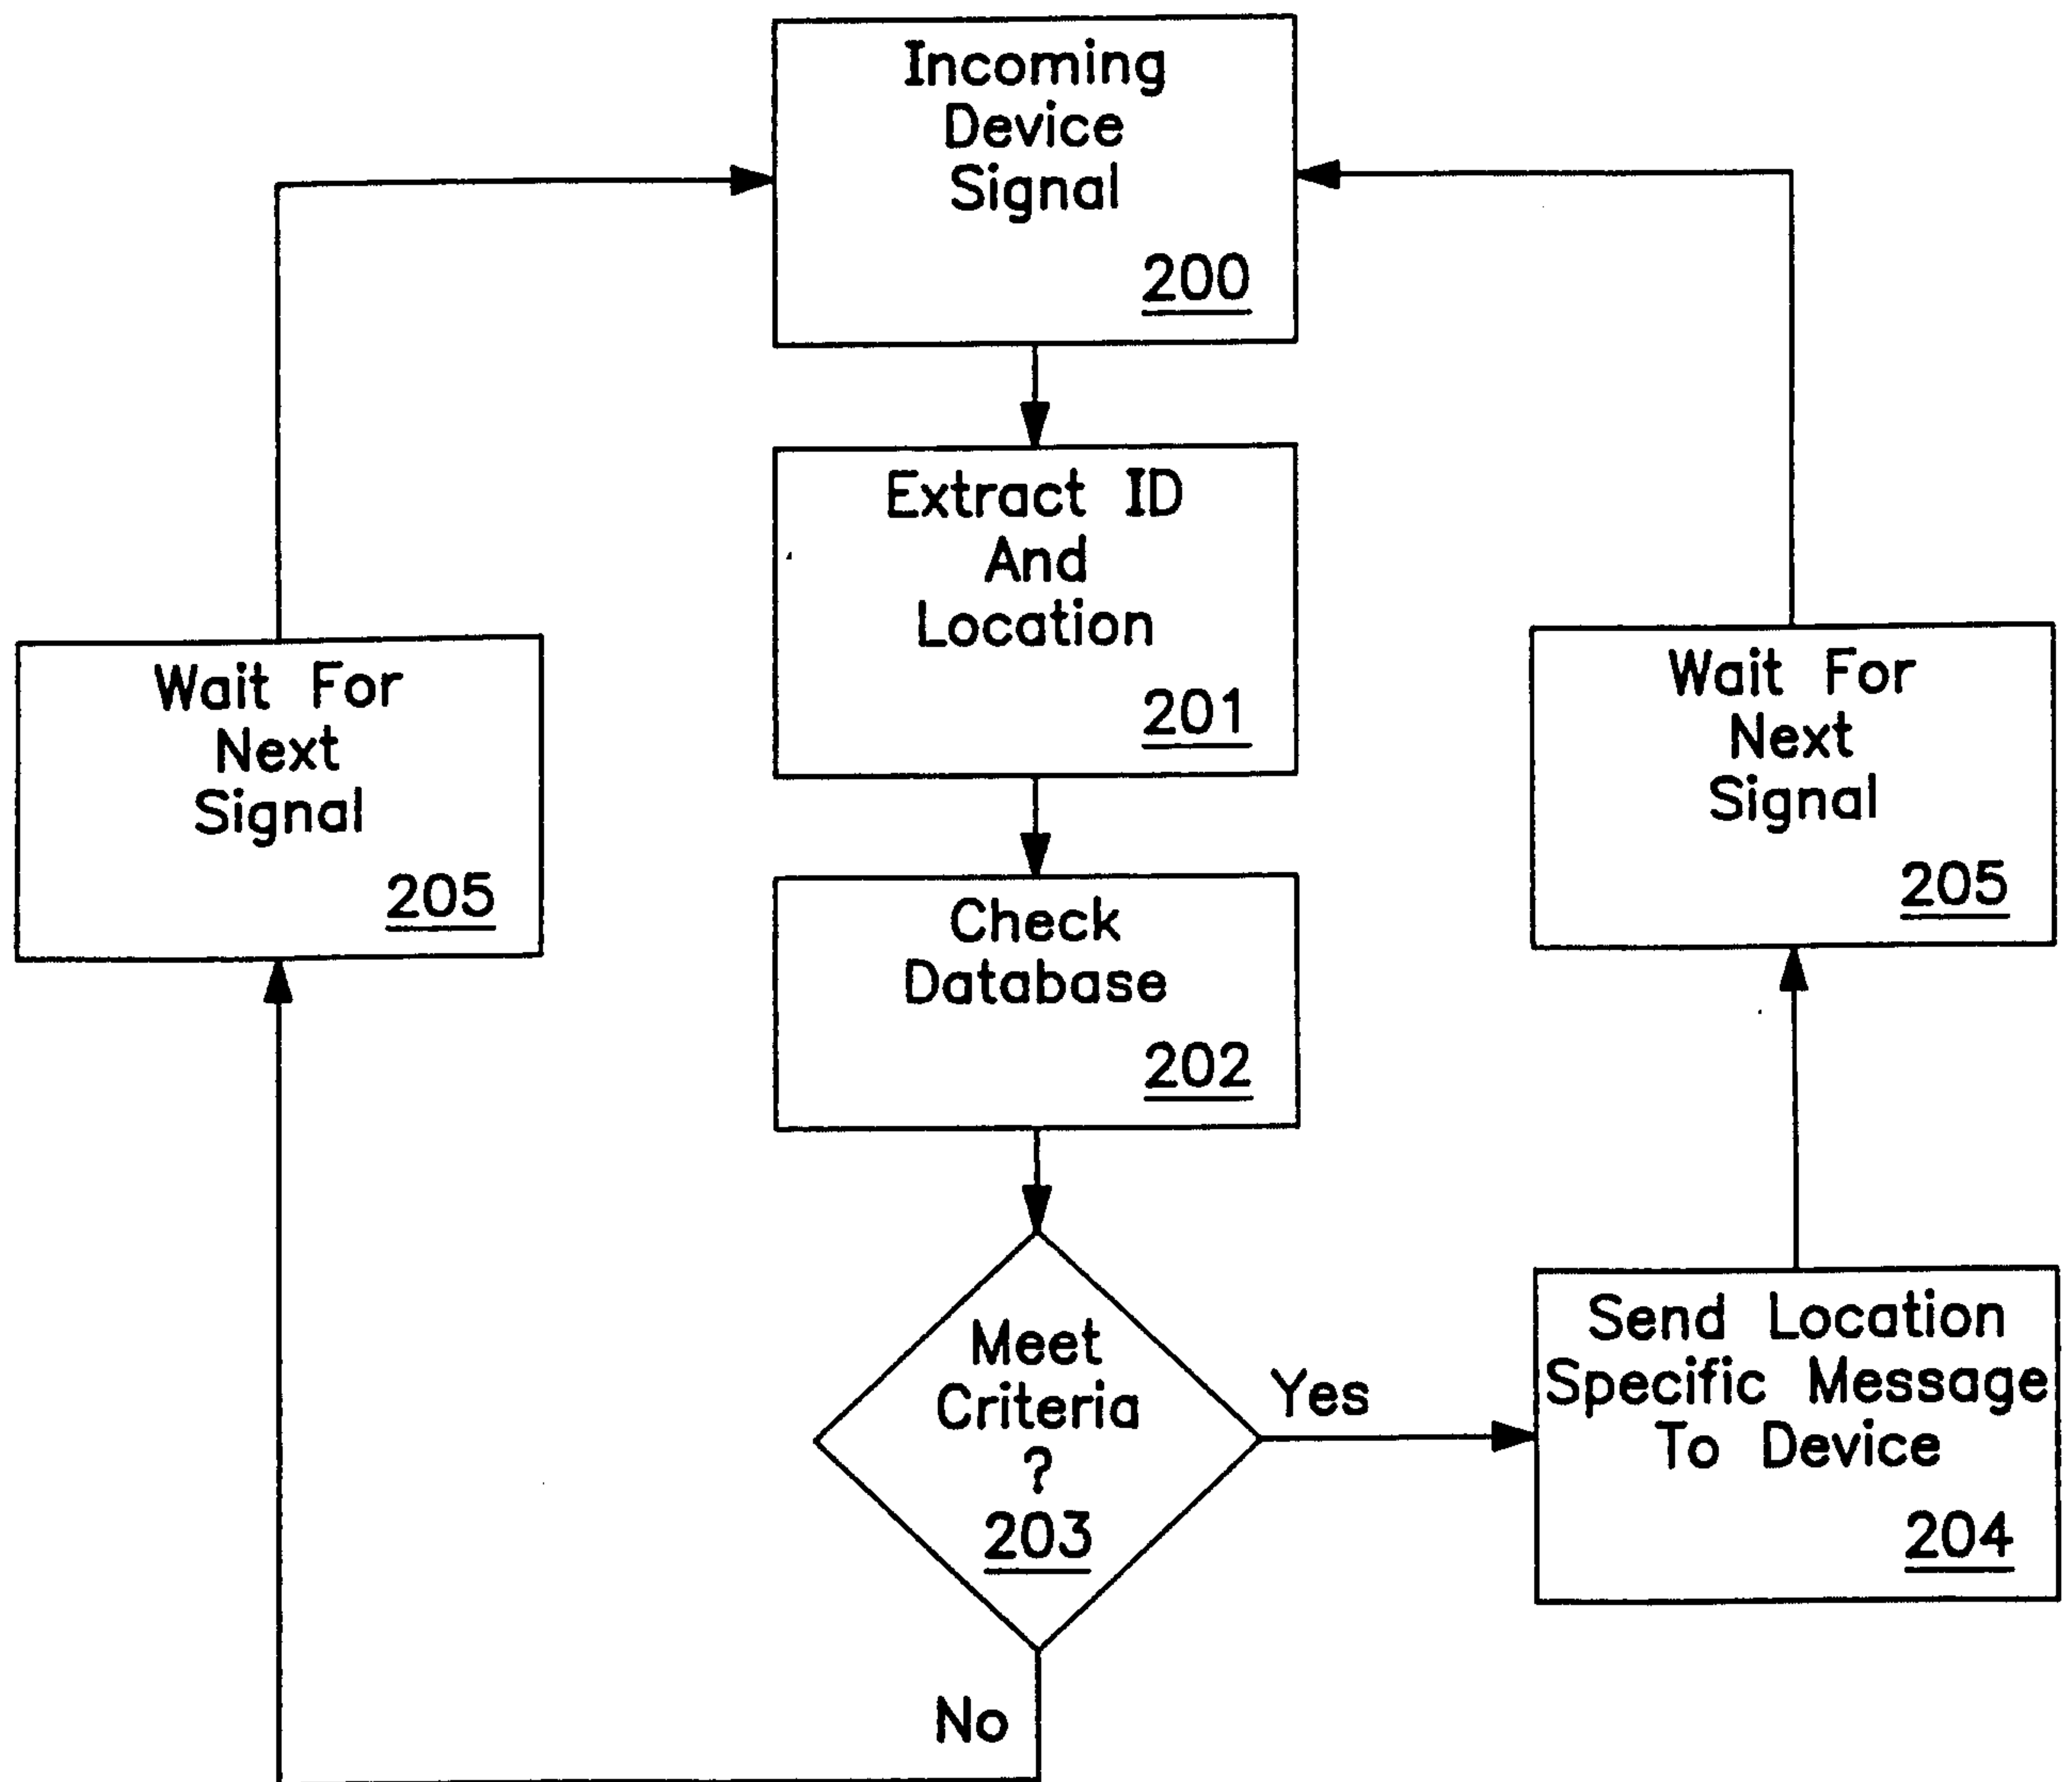 Incoming
Device
Signal
200
Extract ID
And
Location
201
Wait For
Next
Signal
205
Wait For
Next
Signal
205
Check
Database
202
Meet
Criteria
?
203
Yes
Send Location
Specific Message
To Device
204
No